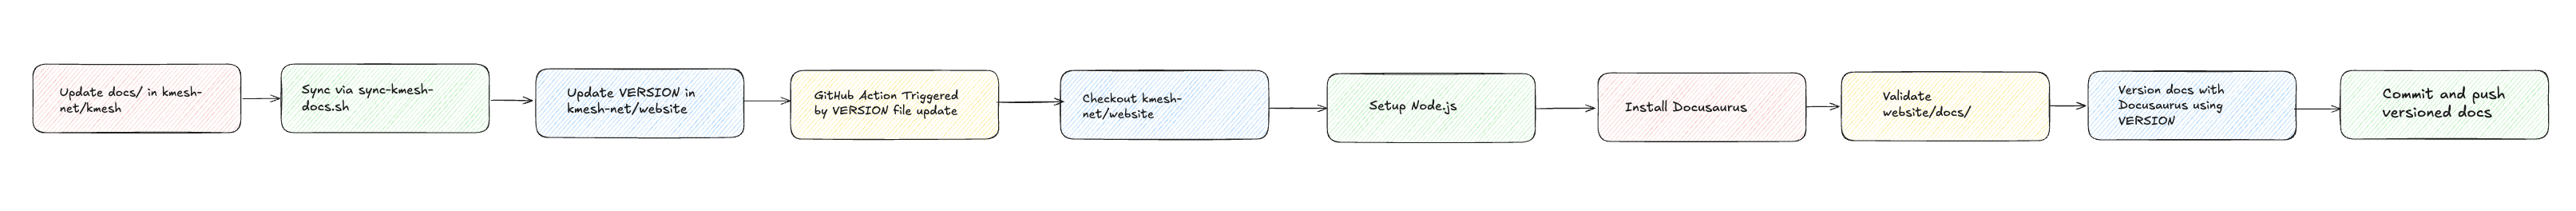 Update docs/ in kmesh-
net/kmesh
Sync via sync-kmesh-
docs.sh
Update VERSION in
kmesh-net/website
GitHub Action Triggered
by VERSION file update
Checkout kmesh-
net/website
Setup Node.js
Install Docusaurus
Validate
website/docs/
Version docs with
Docusaurus using
VERSION
Commit and push
versioned docs